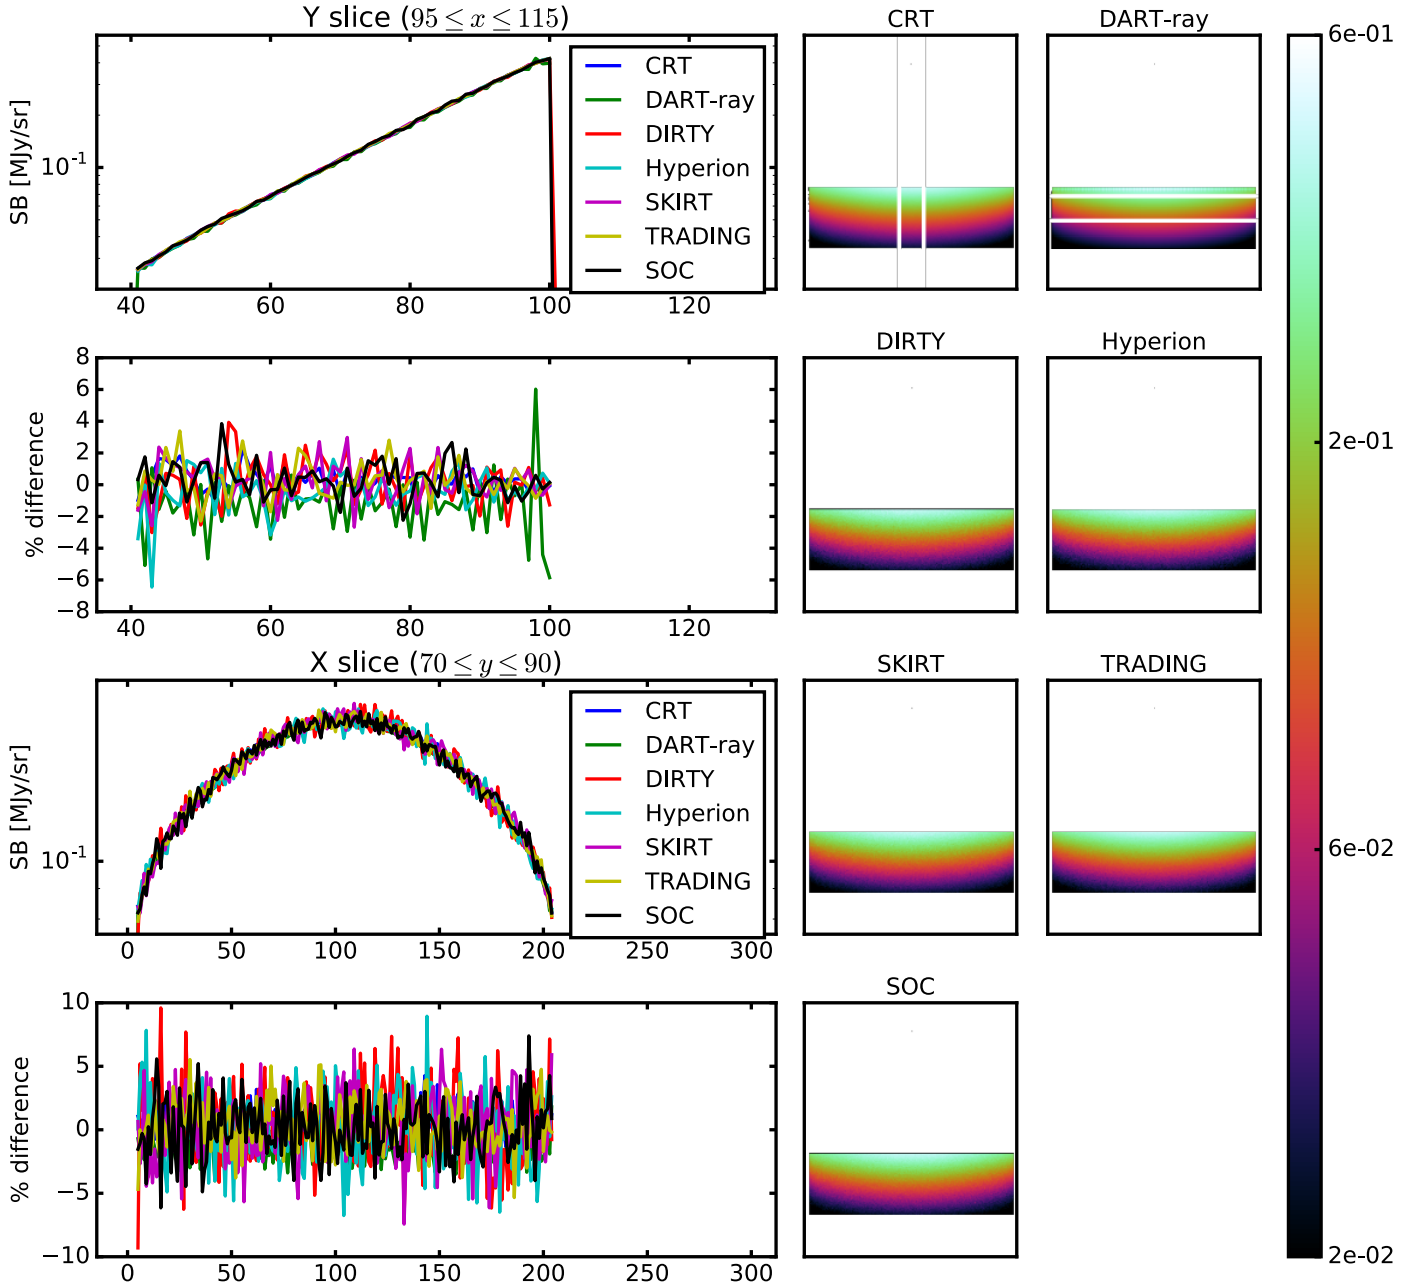 Y slice (95 ≤ x ≤ 115)
SB [MJy/sr]
10⁻¹
CRT
DART-ray
DIRTY
Hyperion
SKIRT
TRADING
SOC
40 60 80 100 120
% difference
8
6
4
2
0
−2
−4
−6
−8
40 60 80 100 120
X slice (70 ≤ y ≤ 90)
SB [MJy/sr]
10⁻¹
CRT
DART-ray
DIRTY
Hyperion
SKIRT
TRADING
SOC
0 50 100 150 200 250 300
% difference
10
5
0
−5
−10
0 50 100 150 200 250 300
CRT
DART-ray
DIRTY
Hyperion
SKIRT
TRADING
SOC
6e-01
2e-01
6e-02
2e-02